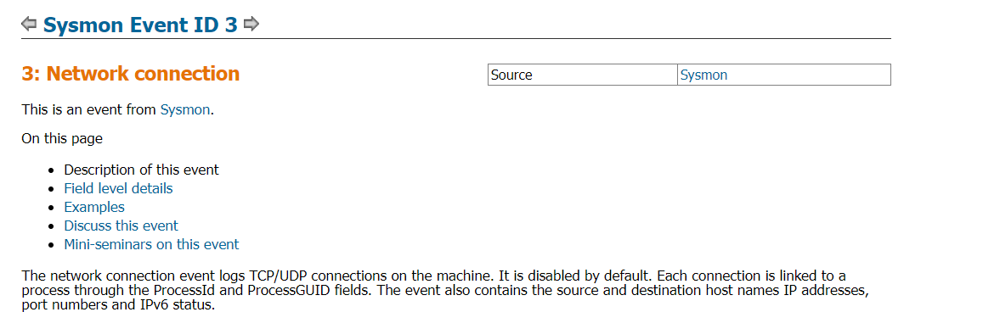 Sysmon Event ID 3
3: Network connection
Source Sysmon
This is an event from Sysmon.
On this page
Description of this event
Field level details
Examples
Discuss this event
Mini-seminars on this event
The network connection event logs TCP/UDP connections on the machine. It is disabled by default. Each connection is linked to a
process through the ProcessId and ProcessGUID fields. The event also contains the source and destination host names IP addresses,
port numbers and IPv6 status.